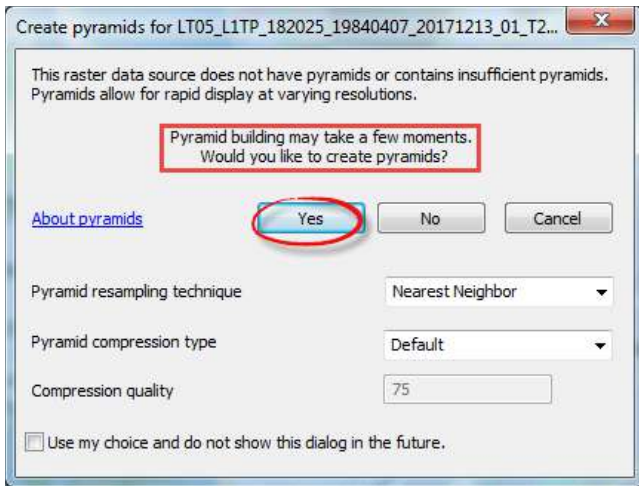 Create pyramids for LT05_L1TP_182025_19840407_20171213_01_T2...
This raster data source does not have pyramids or contains insufficient pyramids.
Pyramids allow for rapid display at varying resolutions.
Pyramid building may take a few moments.
Would you like to create pyramids?
About pyramids Yes No Cancel
Pyramid resampling technique Nearest Neighbor
Pyramid compression type Default
Compression quality 75
Use my choice and do not show this dialog in the future.